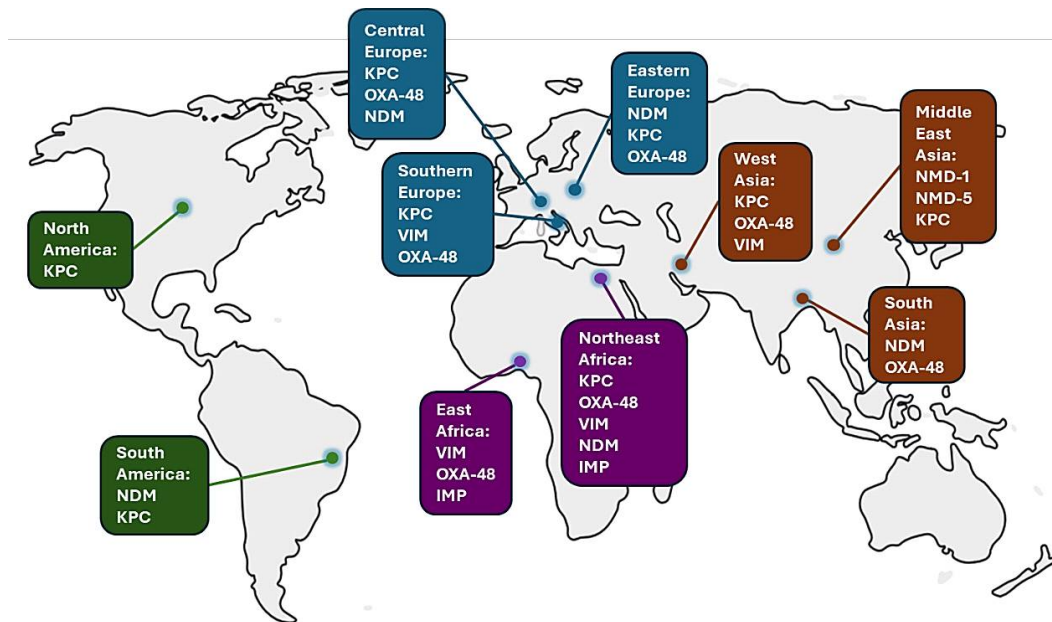 Central
Europe:
KPC
OXA-48
NDM
Eastern
Europe:
NDM
KPC
OXA-48
Middle
East
Asia:
NMD-1
NMD-5
KPC
West
Asia:
KPC
OXA-48
VIM
Southern
Europe:
KPC
VIM
OXA-48
North
America:
KPC
South
Asia:
NDM
OXA-48
Northeast
Africa:
KPC
OXA-48
VIM
NDM
IMP
East
Africa:
VIM
OXA-48
IMP
South
America:
NDM
KPC